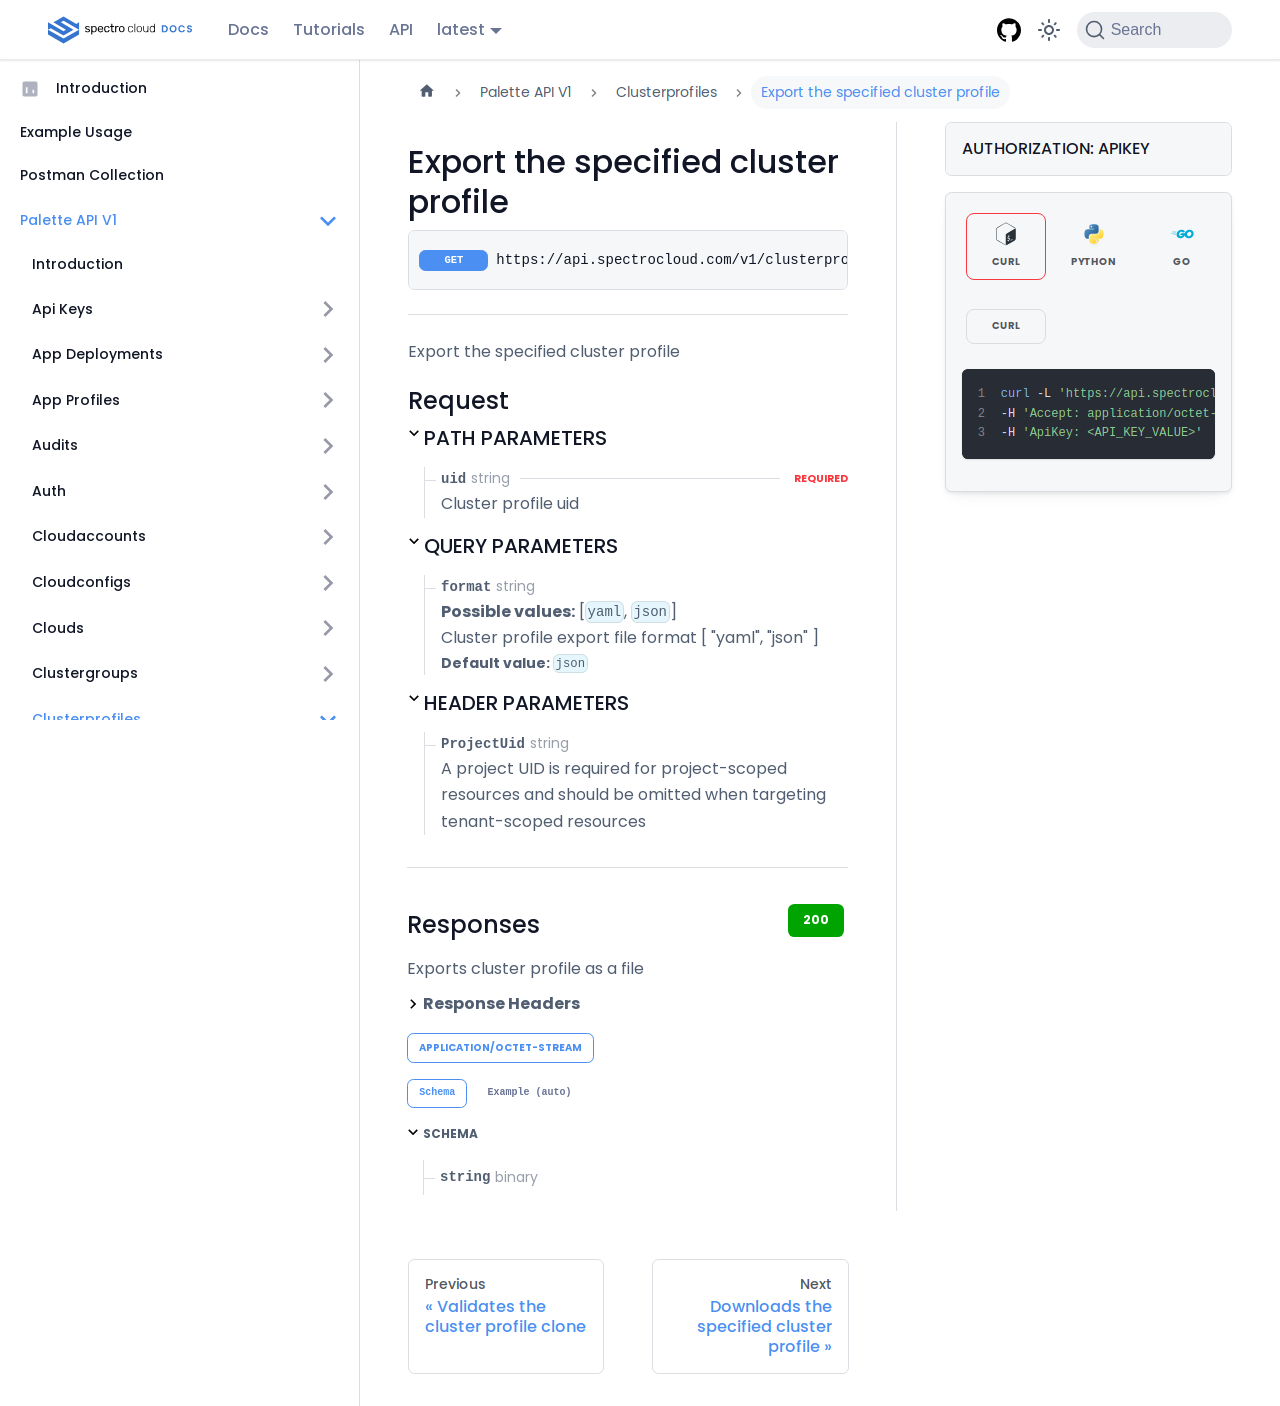 spectro cloud DOCS
Docs
Tutorials
API
latest
Search
Introduction
Example Usage
Postman Collection
Palette API V1
Introduction
Api Keys
App Deployments
App Profiles
Audits
Auth
Cloudaccounts
Cloudconfigs
Clouds
Clustergroups
Clusterprofiles
Palette API V1
Clusterprofiles
Export the specified cluster profile
Export the specified cluster
profile
GET https://api.spectrocloud.com/v1/clusterpro
Export the specified cluster profile
Request
PATH PARAMETERS
uid string REQUIRED
Cluster profile uid
QUERY PARAMETERS
format string
Possible values: [yaml, json]
Cluster profile export file format [ "yaml", "json" ]
Default value: json
HEADER PARAMETERS
ProjectUid string
A project UID is required for project-scoped
resources and should be omitted when targeting
tenant-scoped resources
Responses
200
Exports cluster profile as a file
Response Headers
APPLICATION/OCTET-STREAM
Schema
Example (auto)
SCHEMA
string binary
Previous
« Validates the
cluster profile clone
Next
Downloads the
specified cluster
profile »
AUTHORIZATION: APIKEY
CURL
PYTHON
GO
CURL
1 curl -L 'https://api.spectrocl
2 -H 'Accept: application/octet-
3 -H 'ApiKey: <API_KEY_VALUE>'